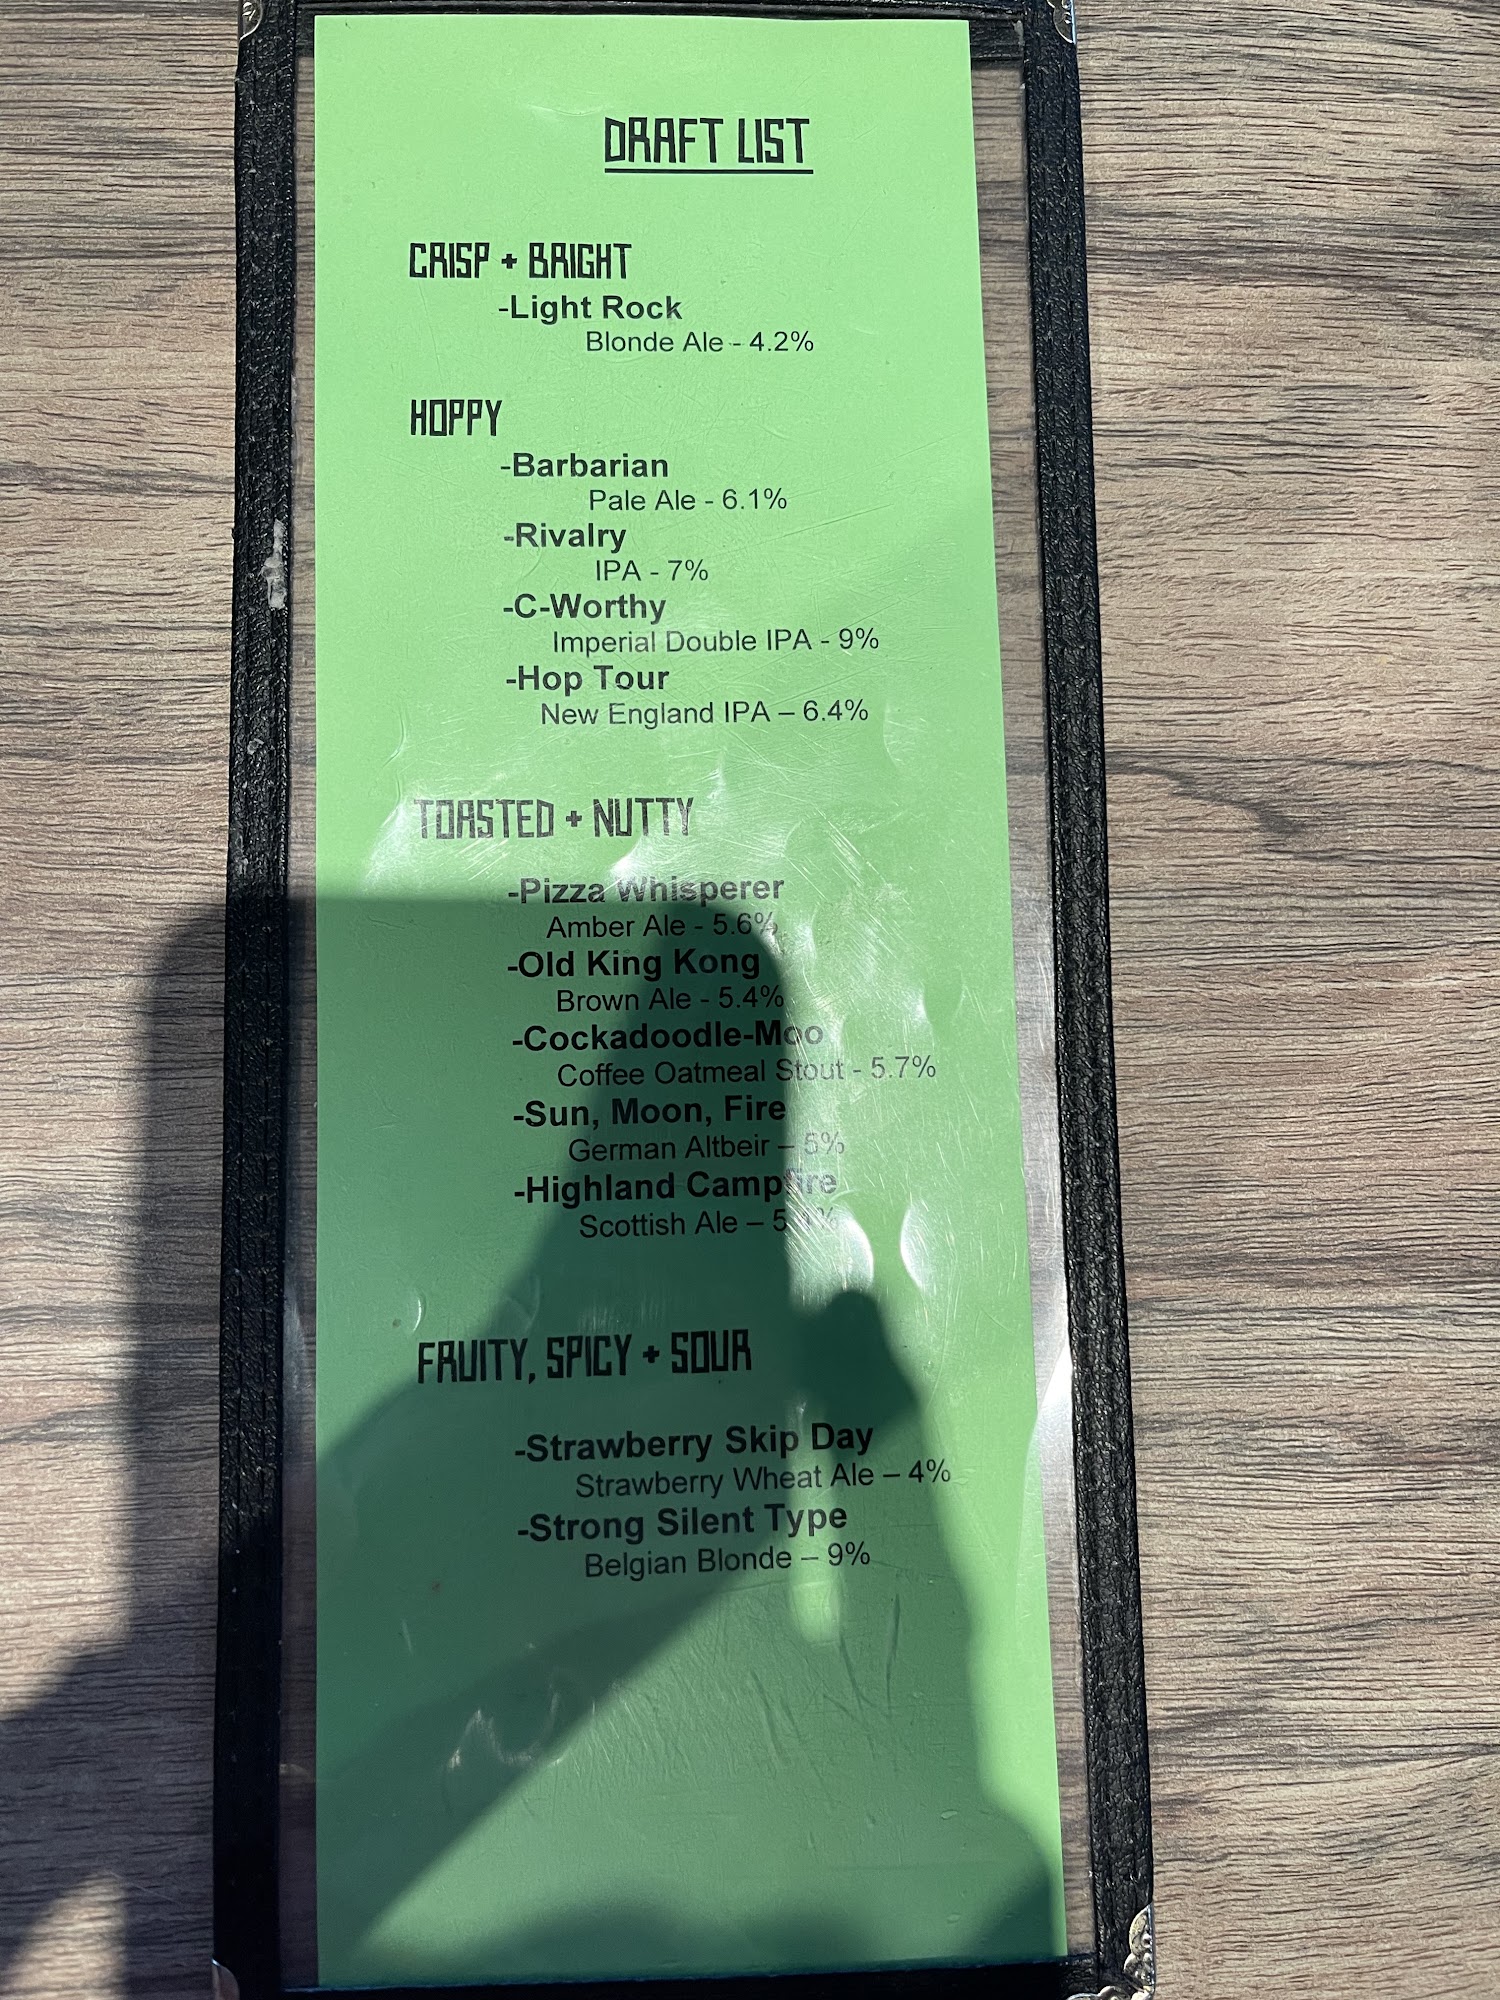 DRAFT LIST
CRISP + BRIGHT
-Light Rock
Blonde Ale - 4.2%
HOPPY
-Barbarian
Pale Ale - 6.1%
-Rivalry
IPA - 7%
-C-Worthy
Imperial Double IPA - 9%
-Hop Tour
New England IPA – 6.4%
TOASTED + NUTTY
-Pizza Whisperer
Amber Ale - 5.6%
-Old King Kong
Brown Ale - 5.4%
-Cockadoodle-Moo
Coffee Oatmeal Stout - 5.7%
-Sun, Moon, Fire
German Altbeir – 5%
-Highland Campfire
Scottish Ale –
FRUITY, SPICY + SOUR
-Strawberry Skip Day
Strawberry Wheat Ale – 4%
-Strong Silent Type
Belgian Blonde – 9%